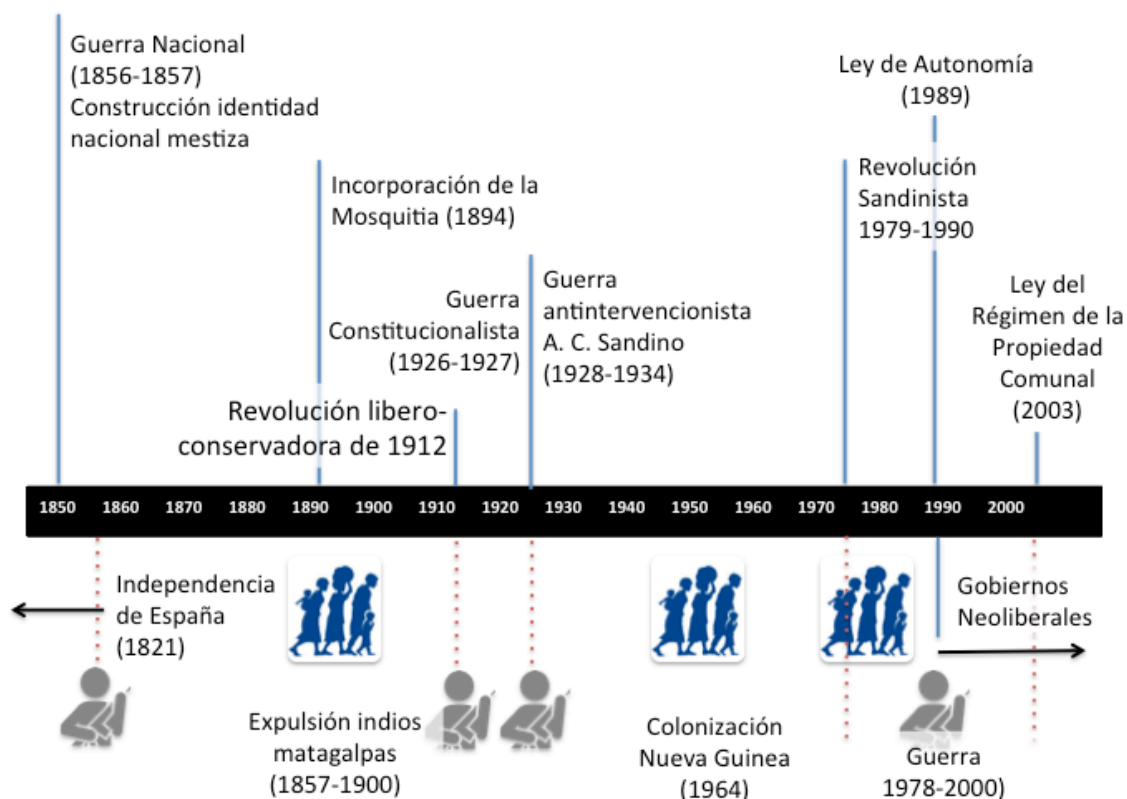 Guerra Nacional
(1856-1857)
Construcción identidad
nacional mestiza
Incorporación de la
Mosquitia (1894)
Guerra
Constitucionalista
(1926-1927)
Guerra
antintervencionista
A. C. Sandino
(1928-1934)
Revolución libero-
conservadora de 1912
Ley de Autonomía
(1989)
Revolución
Sandinista
1979-1990
Ley del
Régimen de la
Propiedad
Comunal
(2003)
1850 1860 1870 1880 1890 1900 1910 1920 1930 1940 1950 1960 1970 1980 1990 2000
Independencia
de España
(1821)
Expulsión indios
matagalpas
(1857-1900)
Colonización
Nueva Guinea
(1964)
Gobiernos
Neoliberales
Guerra
1978-2000)